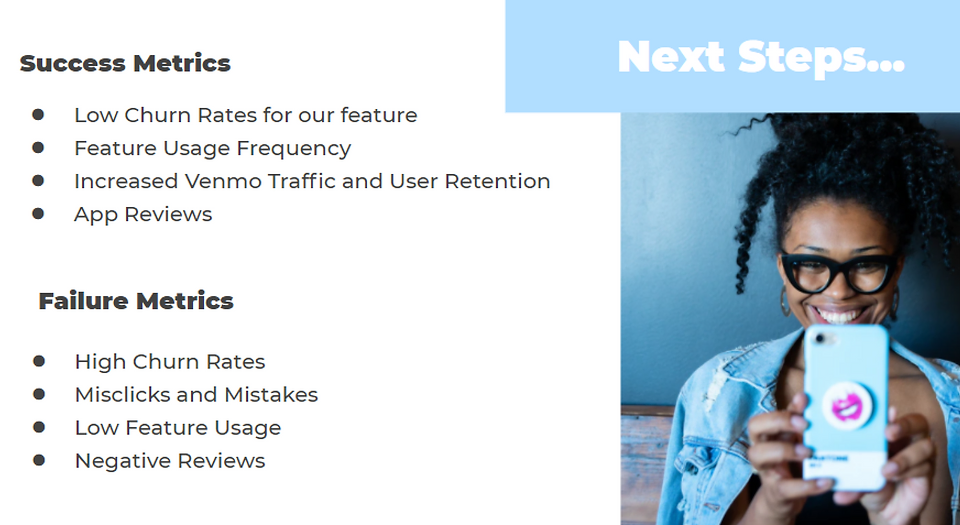 Next Steps...
Success Metrics
Low Churn Rates for our feature
Feature Usage Frequency
Increased Venmo Traffic and User Retention
App Reviews
Failure Metrics
High Churn Rates
Misclicks and Mistakes
Low Feature Usage
Negative Reviews
PANTONE